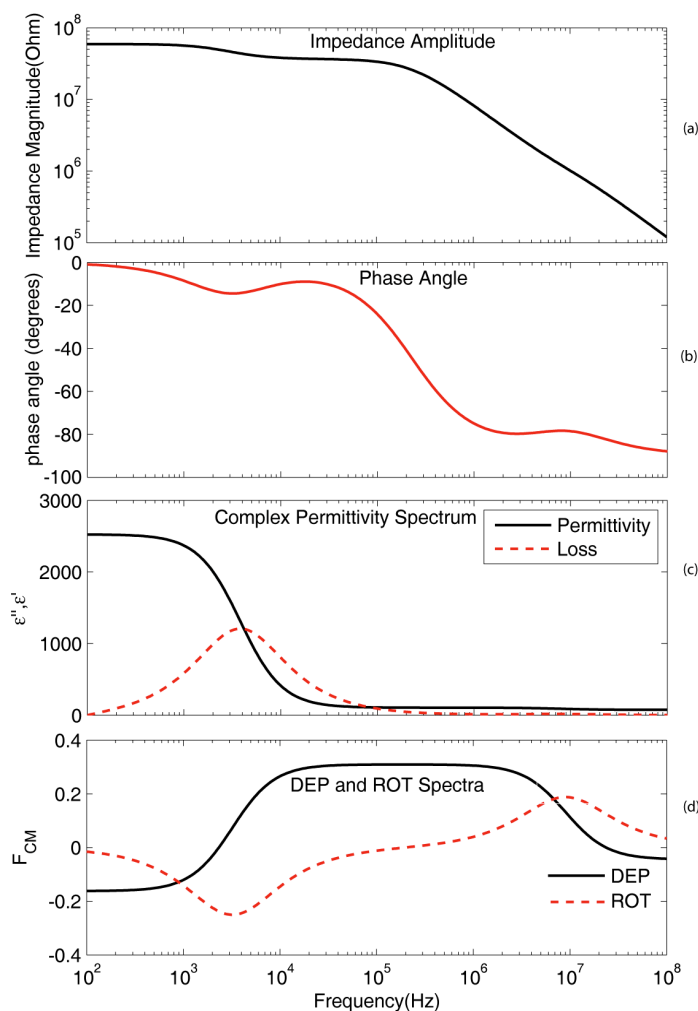 10^8
10^7
10^6
10^5
Impedance Magnitude(Ohm)
Impedance Amplitude
(a)
0
-20
-40
-60
-80
-100
phase angle (degrees)
Phase Angle
(b)
3000
2000
1000
0
ε'',ε'
Complex Permittivity Spectrum
Permittivity
Loss
(c)
0.4
0.2
0
-0.2
-0.4
F_CM
DEP and ROT Spectra
DEP
ROT
(d)
10^2 10^3 10^4 10^5 10^6 10^7 10^8
Frequency(Hz)